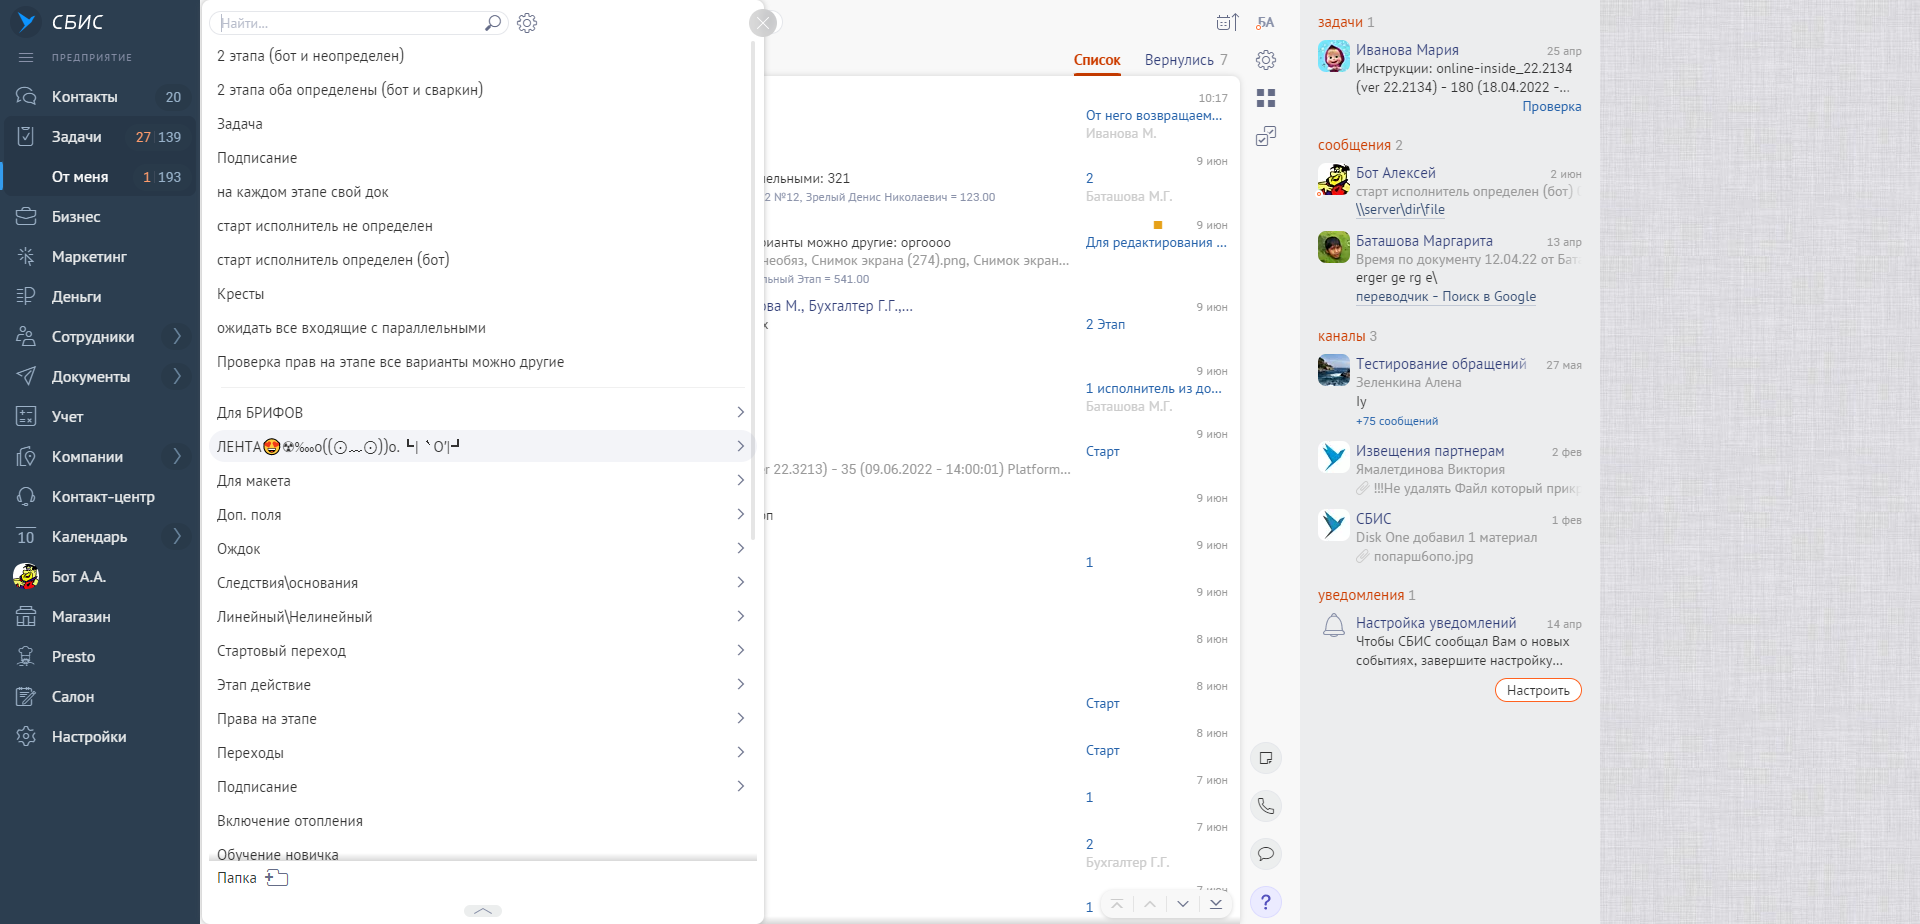 СБИС
ПРЕДПРИЯТИЕ
Контакты 20
Задачи 27 139
От меня 1 193
Бизнес
Маркетинг
Деньги
Сотрудники
Документы
Учет
Компании
Контакт-центр
10 Календарь
Бот А.А.
Магазин
Presto
Салон
Настройки
Найти...
2 этапа (бот и неопределен)
2 этапа оба определены (бот и сваркин)
Задача
Подписание
на каждом этапе свой док
старт исполнитель не определен
старт исполнитель определен (бот)
Кресты
ожидать все входящие с параллельными
Проверка прав на этапе все варианты можно другие
Для БРИФОВ
ЛЕНТА😍☢%‰o((⊙﹏⊙))o. ┗|｀O′|┛
Для макета
Доп. поля
Ождок
Следствия\основания
Линейный\Нелинейный
Стартовый переход
Этап действие
Права на этапе
Переходы
Подписание
Включение отопления
Обучение новичка
Папка
Список Вернулись 7
10:17
От него возвращаем...
Иванова М.
9 июн
ельными: 321
2
2 №12, Зрелый Денис Николаевич = 123.00
Баташова М.Г.
9 июн
рианты можно другие: оргоооо
Для редактирования ...
необяз, Снимок экрана (274).png, Снимок экран...
льный Этап = 541.00
ова М., Бухгалтер Г.Г.,...
9 июн
к
2 Этап
9 июн
1 исполнитель из до...
Баташова М.Г.
9 июн
Старт
er 22.3213) - 35 (09.06.2022 - 14:00:01) Platform...
9 июн
оп
9 июн
1
9 июн
8 июн
8 июн
Старт
8 июн
Старт
7 июн
1
7 июн
2
Бухгалтер Г.Г.
7 июн
1
БА
?
задачи 1
Иванова Мария 25 апр
Инструкции: online-inside_22.2134
(ver 22.2134) - 180 (18.04.2022 -...
Проверка
сообщения 2
Бот Алексей 2 июн
старт исполнитель определен (бот)
\\server\dir\file
Баташова Маргарита 13 апр
Время по документу 12.04.22 от Бата
erger ge rg e\
переводчик - Поиск в Google
каналы 3
Тестирование обращений 27 мая
Зеленкина Алена
Iy
+75 сообщений
Извещения партнерам 2 фев
Ямалетдинова Виктория
!!!Не удалять Файл который прикр
СБИС 1 фев
Disk One добавил 1 материал
попарш6опо.jpg
уведомления 1
Настройка уведомлений 14 апр
Чтобы СБИС сообщал Вам о новых
событиях, завершите настройку...
Настроить